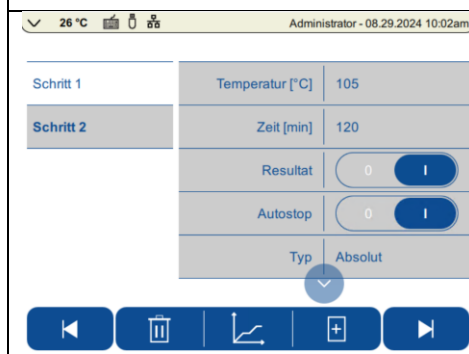 26 °C Administrator - 08.29.2024 10:02am
Schritt 1
Schritt 2
Temperatur [°C] 105
Zeit [min] 120
Resultat 0 I
Autostop 0 I
Typ Absolut